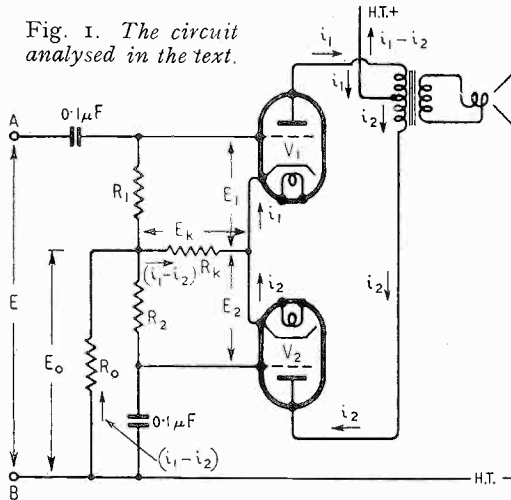 Fig. 1. The circuit
analysed in the text.
H.T.+
i₁
i₁-i₂
i₁
i₂
A
0·1µF
V₁
R₁
E₁
i₁
Eₖ
Rₖ
(i₁-i₂)
E
R₂
E₂
i₂
i₂
V₂
E₀
R₀
0·1µF
i₂
(i₁-i₂)
B
H.T.-